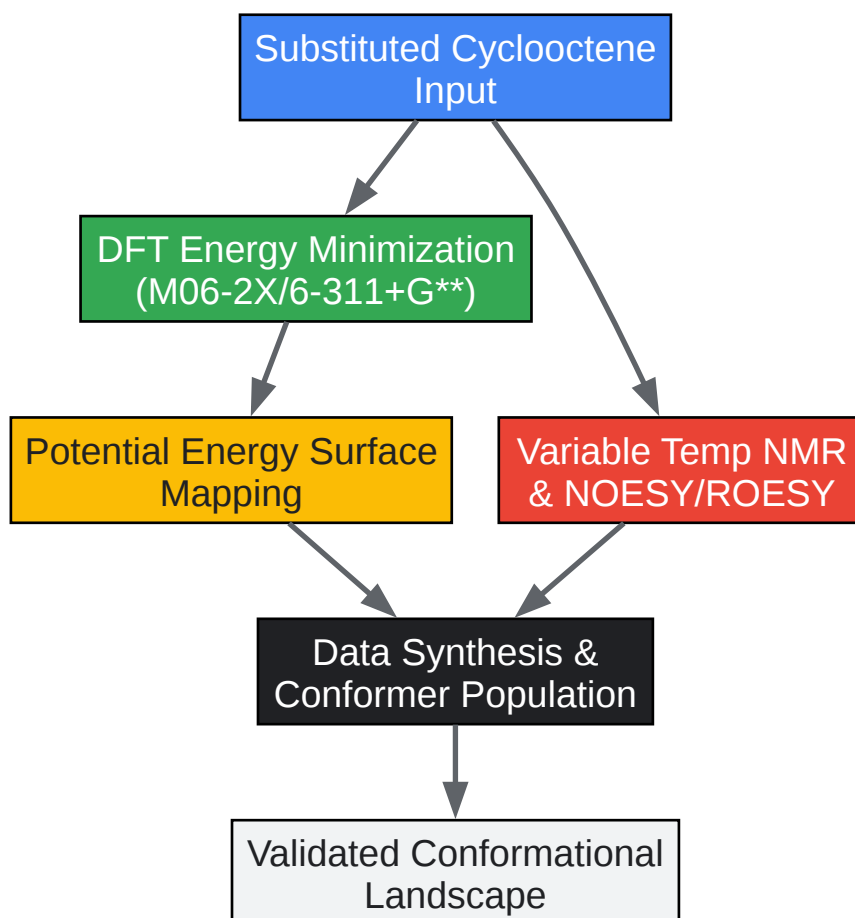 Substituted Cyclooctene
Input
DFT Energy Minimization
(M06-2X/6-311+G**)
Potential Energy Surface
Mapping
Variable Temp NMR
& NOESY/ROESY
Data Synthesis &
Conformer Population
Validated Conformational
Landscape